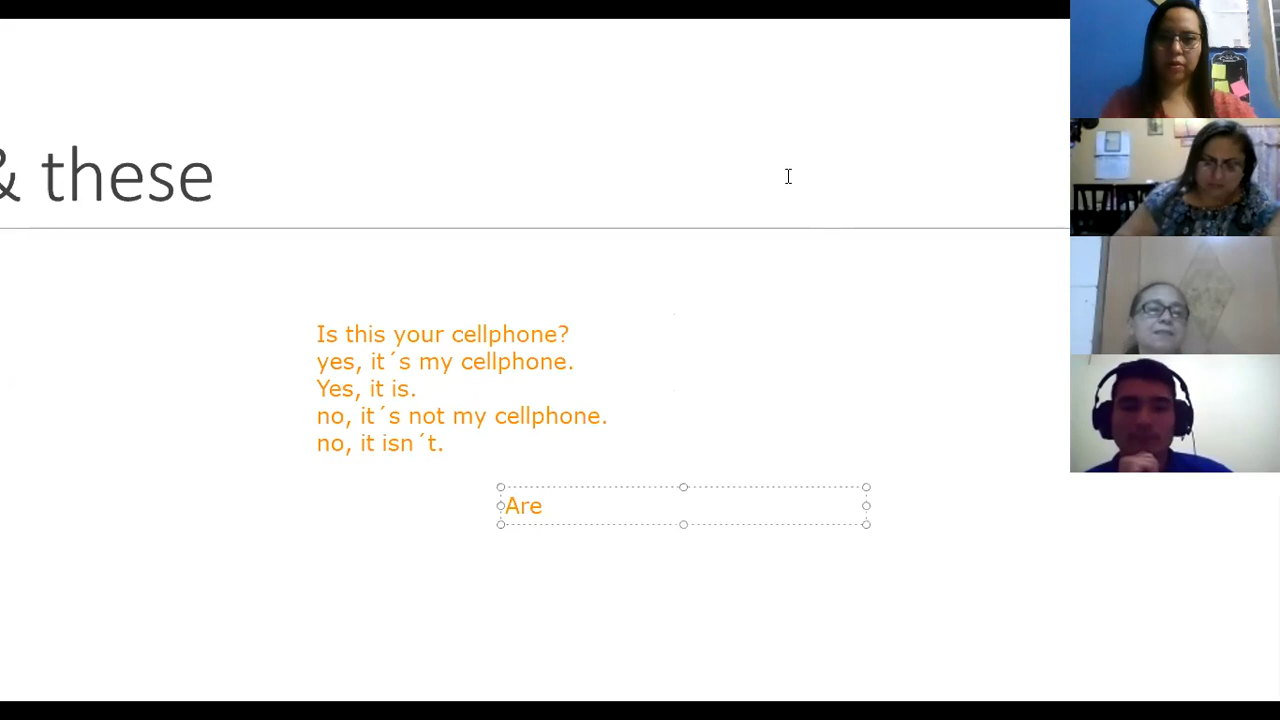 & these
Is this your cellphone?
yes, it´s my cellphone.
Yes, it is.
no, it´s not my cellphone.
no, it isn´t.
Are